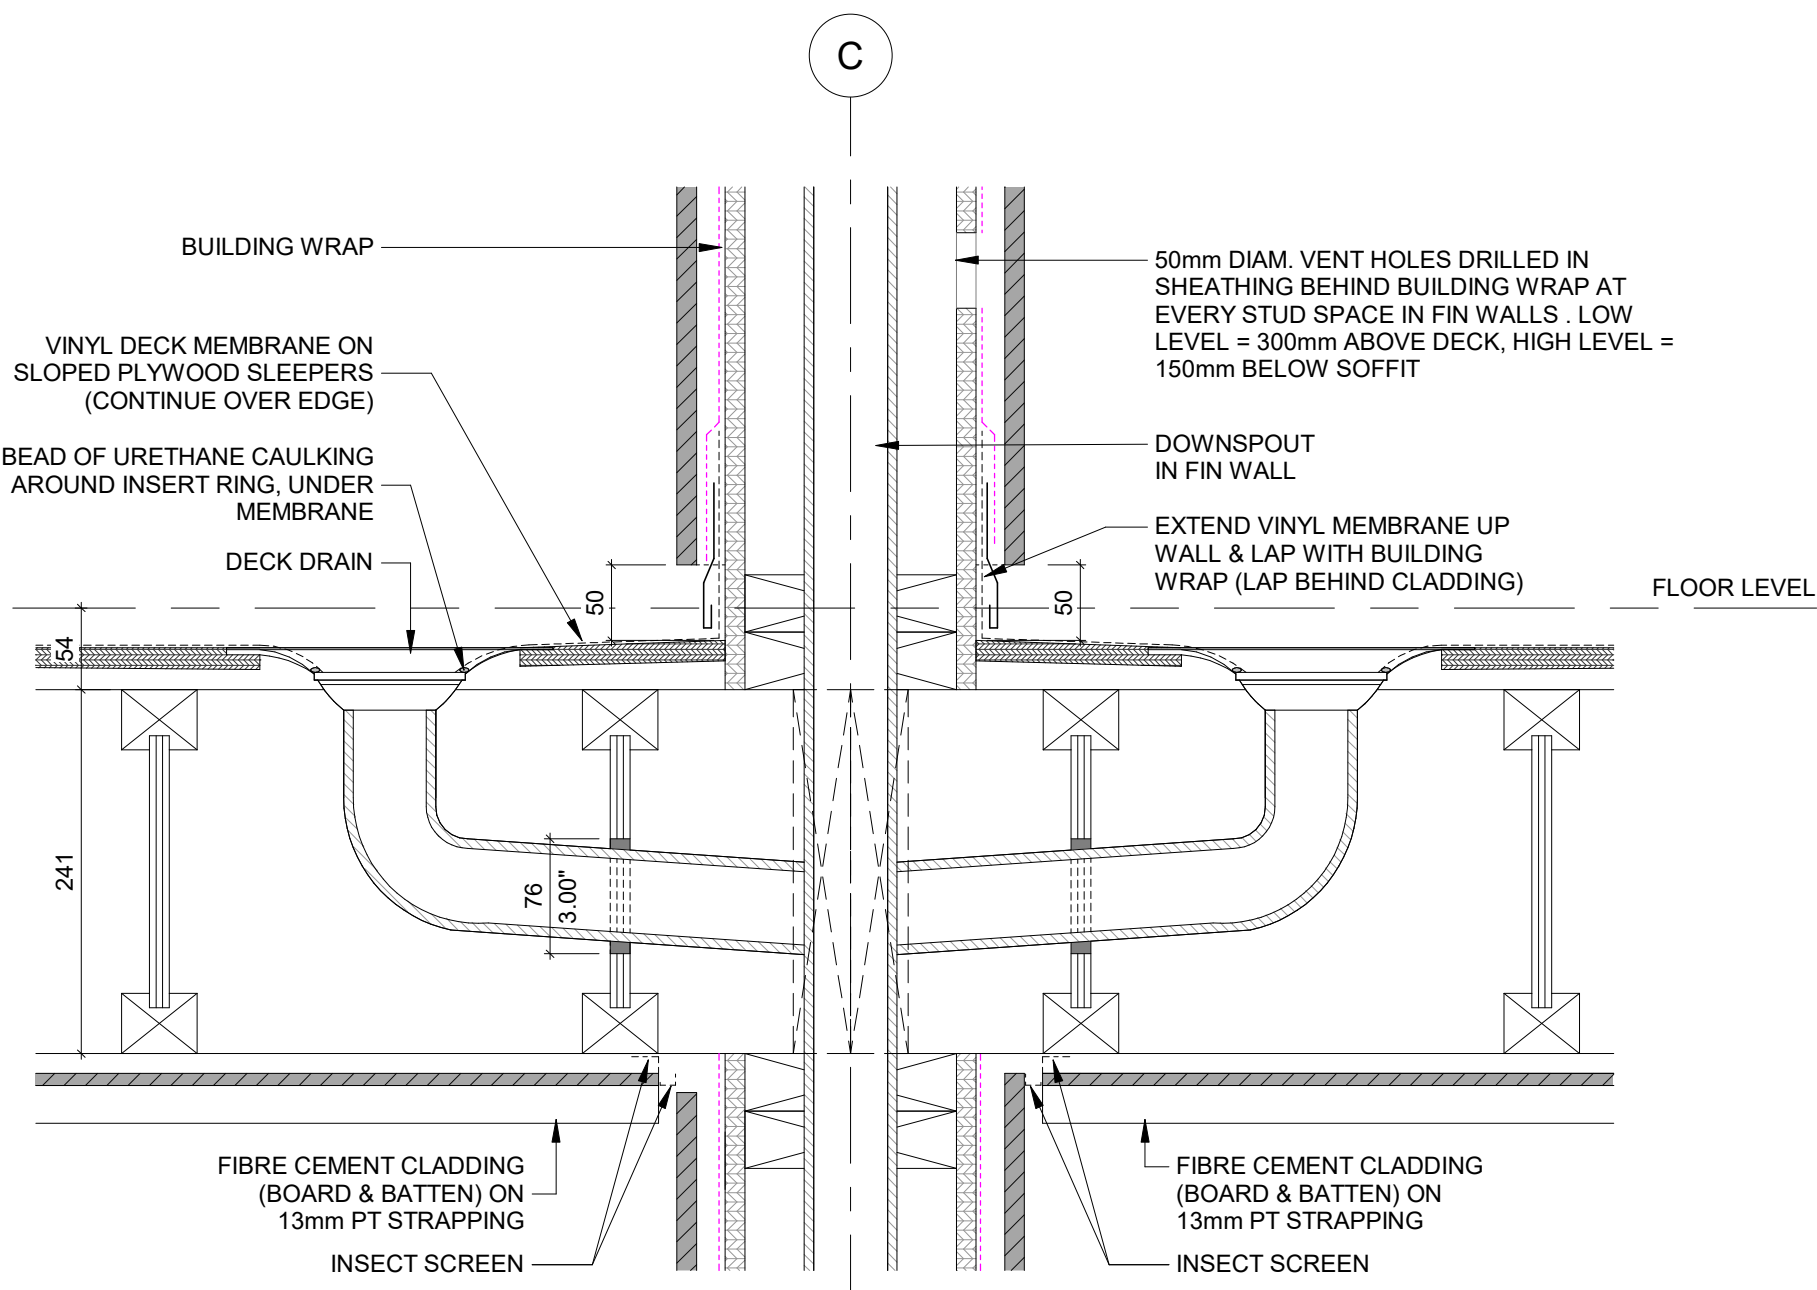 C
BUILDING WRAP
VINYL DECK MEMBRANE ON
SLOPED PLYWOOD SLEEPERS
(CONTINUE OVER EDGE)
BEAD OF URETHANE CAULKING
AROUND INSERT RING, UNDER
MEMBRANE
DECK DRAIN
50mm DIAM. VENT HOLES DRILLED IN
SHEATHING BEHIND BUILDING WRAP AT
EVERY STUD SPACE IN FIN WALLS . LOW
LEVEL = 300mm ABOVE DECK, HIGH LEVEL =
150mm BELOW SOFFIT
DOWNSPOUT
IN FIN WALL
EXTEND VINYL MEMBRANE UP
WALL & LAP WITH BUILDING
WRAP (LAP BEHIND CLADDING)
FLOOR LEVEL
50
50
54
241
76
3.00"
FIBRE CEMENT CLADDING
(BOARD & BATTEN) ON
13mm PT STRAPPING
INSECT SCREEN
FIBRE CEMENT CLADDING
(BOARD & BATTEN) ON
13mm PT STRAPPING
INSECT SCREEN